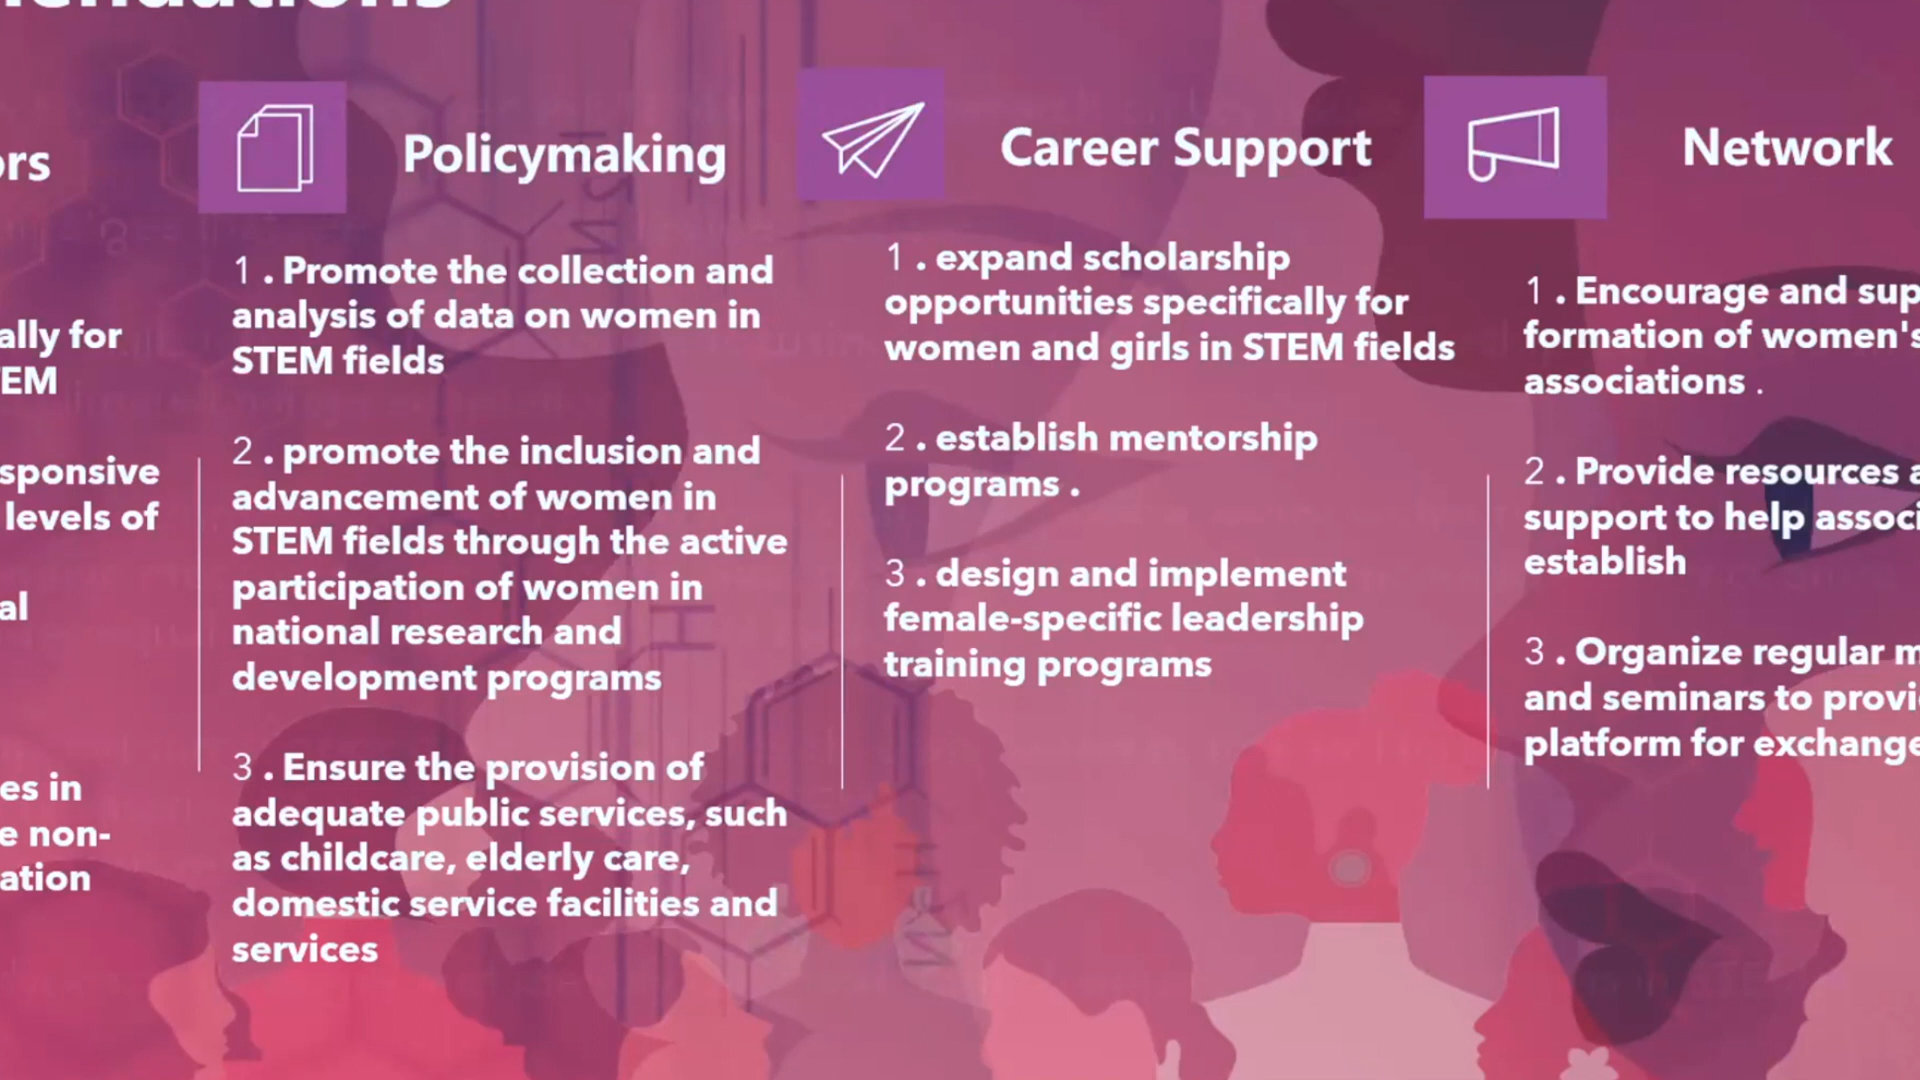 ors
ally for
EM
sponsive
levels of
al
es in
e non-
ation
Policymaking
1 . Promote the collection and
analysis of data on women in
STEM fields
2 . promote the inclusion and
advancement of women in
STEM fields through the active
participation of women in
national research and
development programs
3 . Ensure the provision of
adequate public services, such
as childcare, elderly care,
domestic service facilities and
services
Career Support
1 . expand scholarship
opportunities specifically for
women and girls in STEM fields
2 . establish mentorship
programs .
3 . design and implement
female-specific leadership
training programs
Network
1 . Encourage and sup
formation of women's
associations .
2 . Provide resources a
support to help associ
establish
3 . Organize regular m
and seminars to provi
platform for exchange